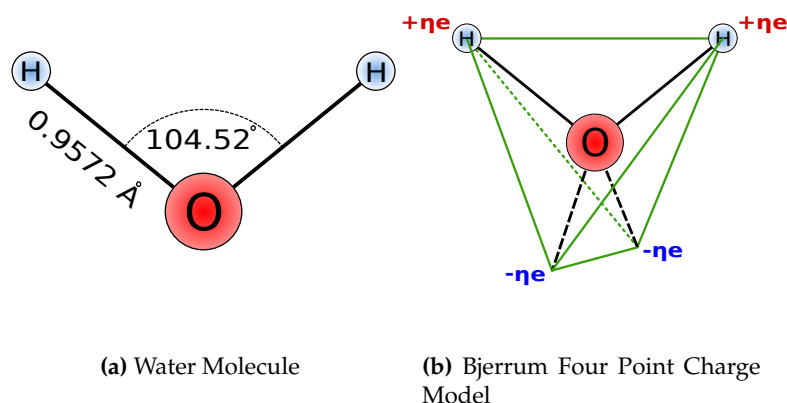 +ηe +ηe
H H
H H
0.9572 Å
104.52°
O
O
-ηe
-ηe
(a) Water Molecule
(b) Bjerrum Four Point Charge
Model